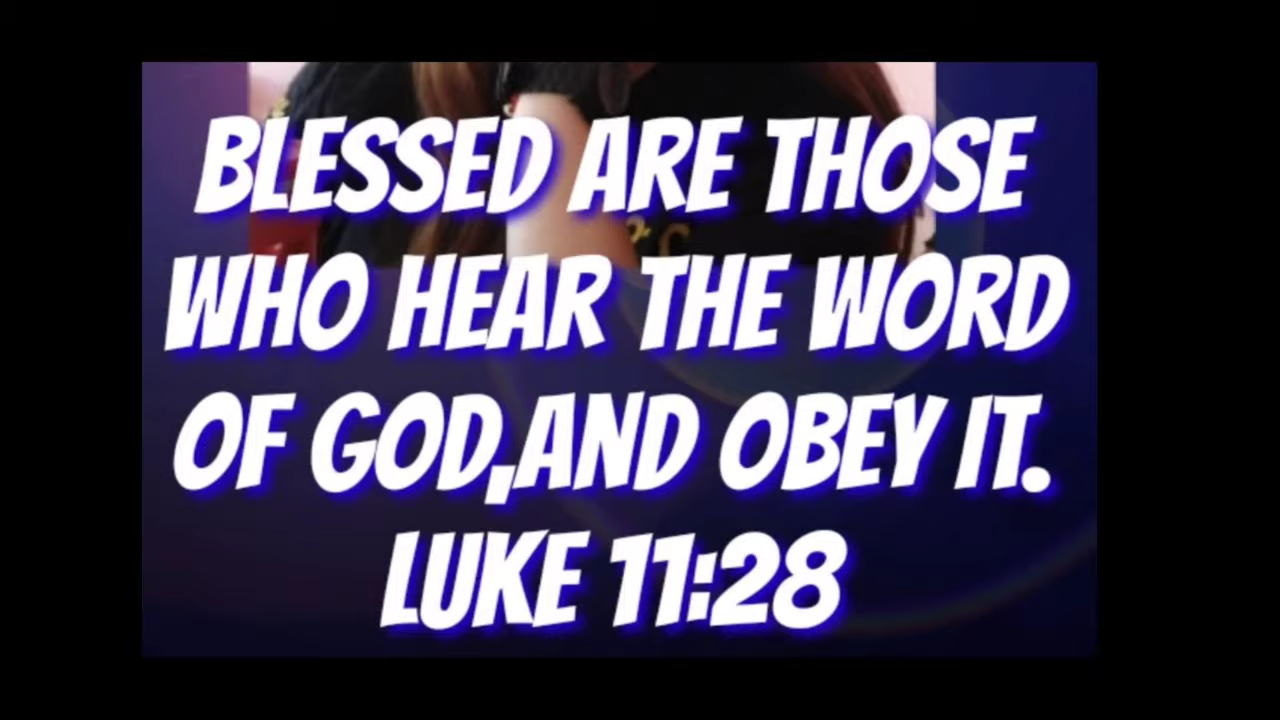 BLESSED ARE THOSE
WHO HEAR THE WORD
OF GOD,AND OBEY IT.
LUKE 11:28